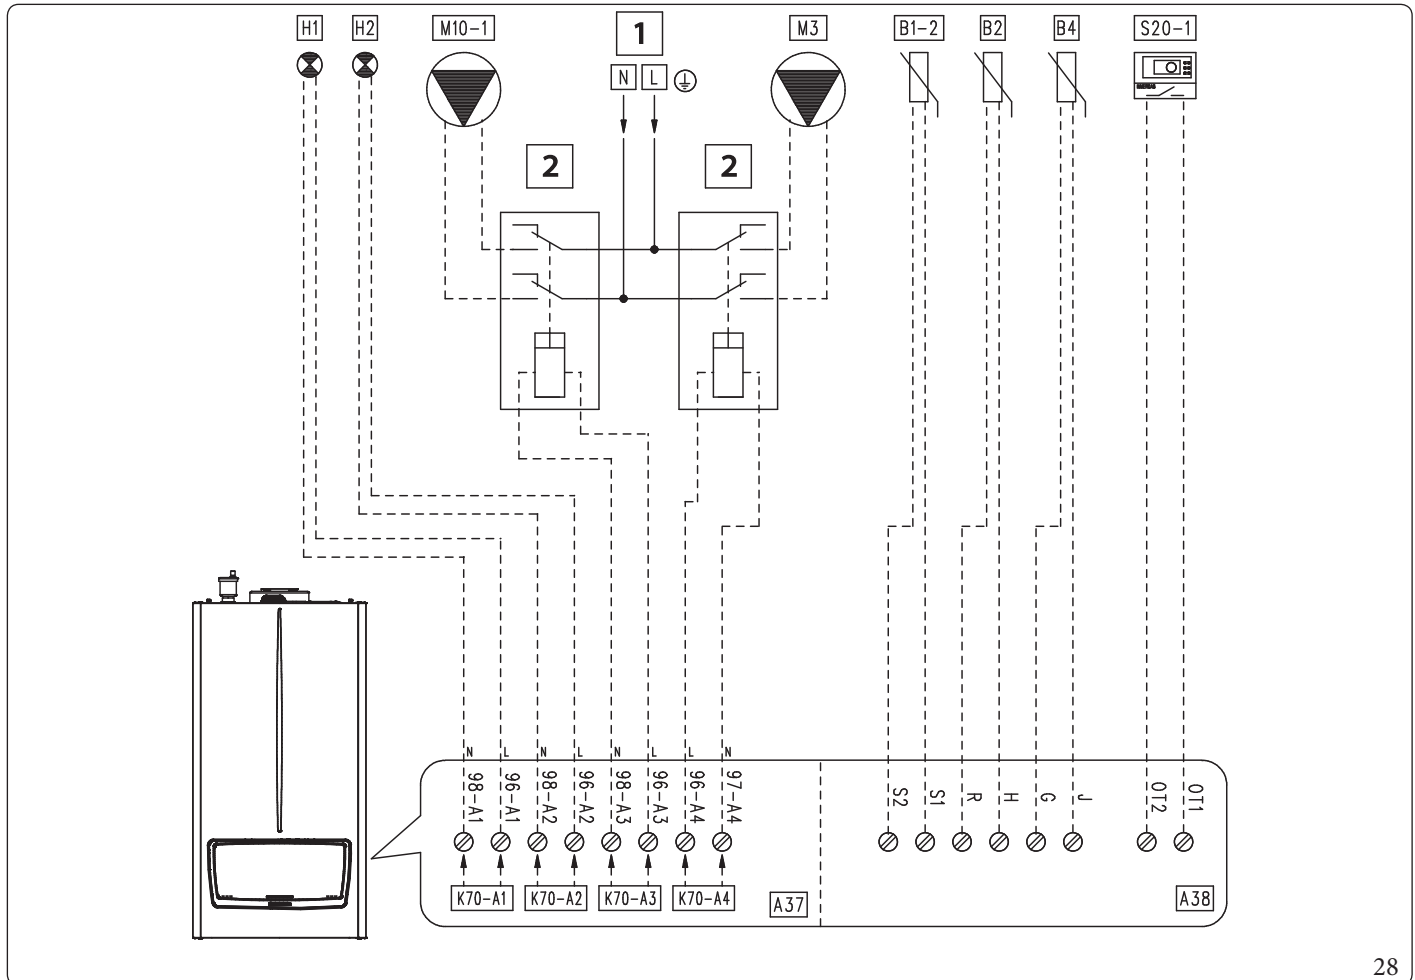 H1 H2 M10-1 1 M3 B1-2 B2 B4 S20-1
N L
2 2
N L N L N L L N
98-A1 96-A1 98-A2 96-A2 98-A3 96-A3 96-A4 97-A4 S2 S1 R H G J OT2 OT1
K70-A1 K70-A2 K70-A3 K70-A4 A37 A38
28